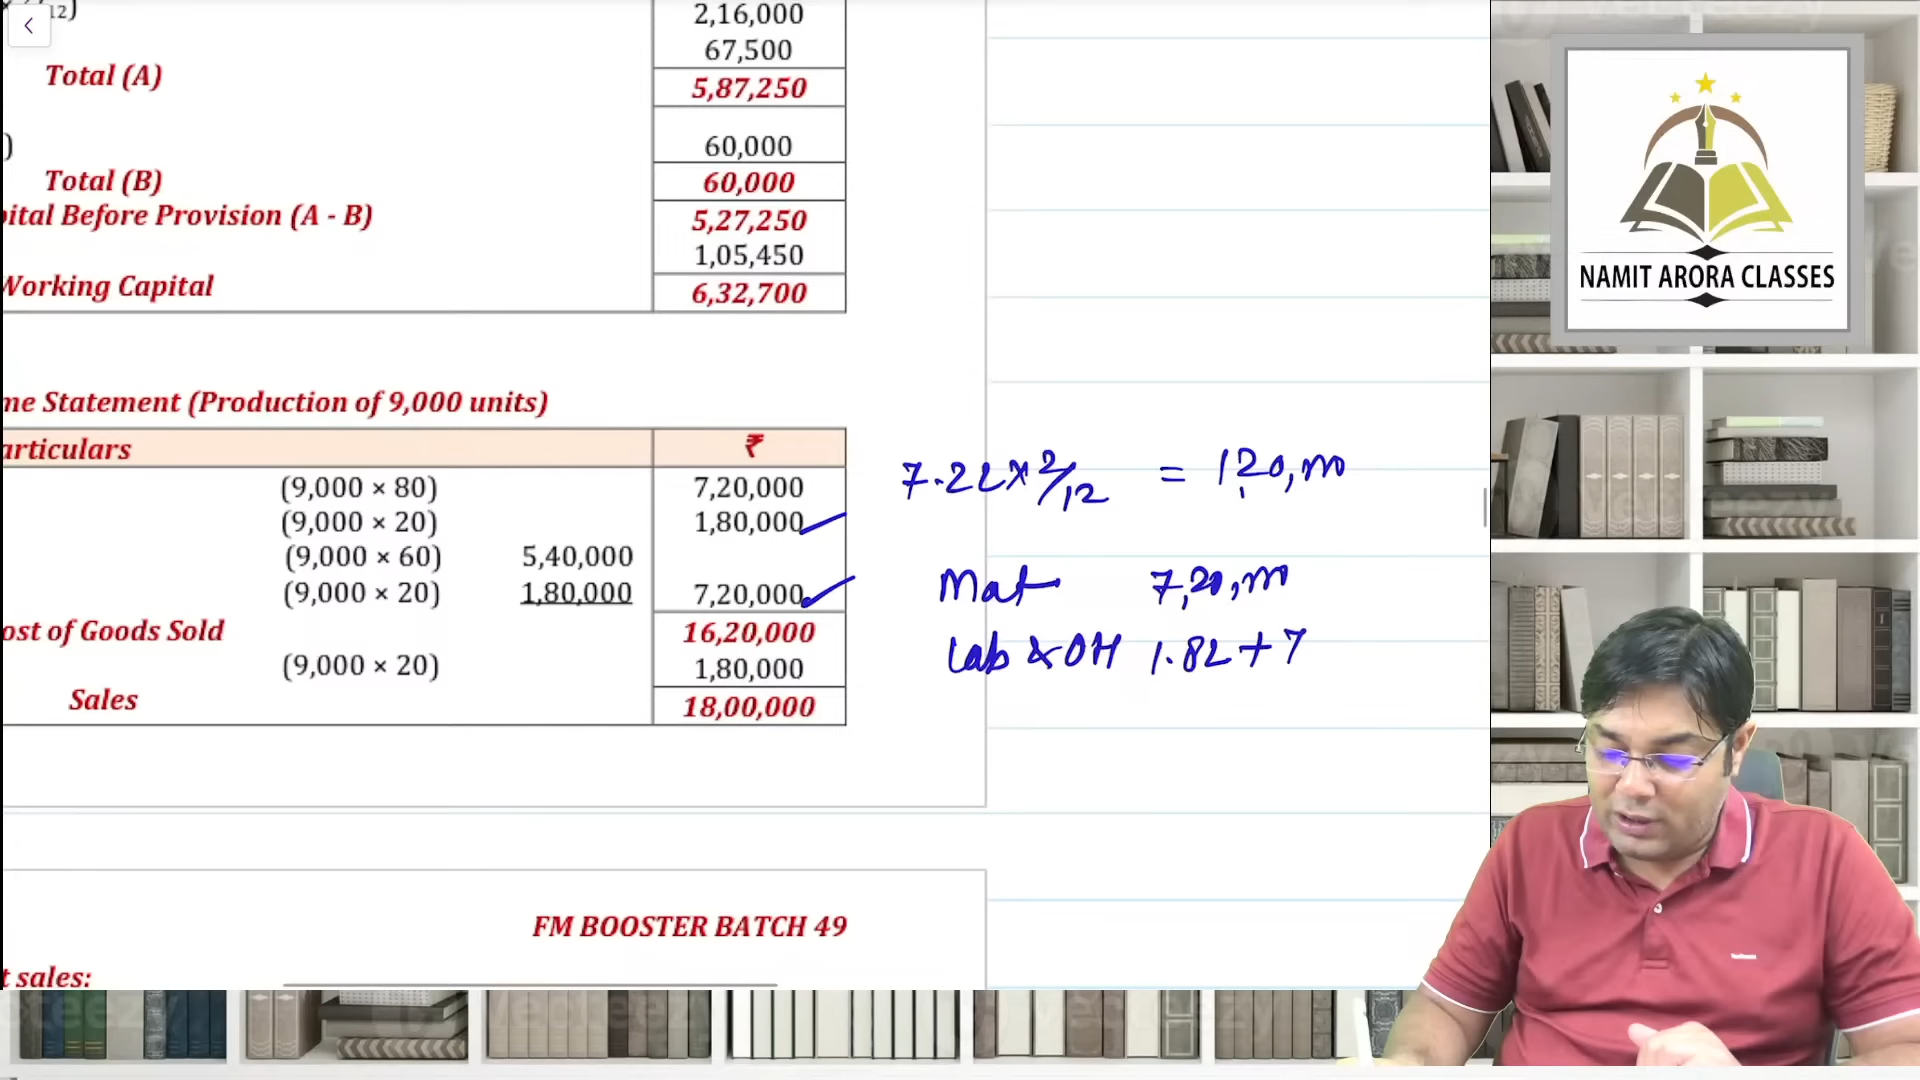 12)
2,16,000
67,500
Total (A) 5,87,250
) 60,000
Total (B) 60,000
ital Before Provision (A - B) 5,27,250
1,05,450
Working Capital 6,32,700
me Statement (Production of 9,000 units)
articulars ₹
(9,000 × 80) 7,20,000
(9,000 × 20) 1,80,000
(9,000 × 60) 5,40,000
(9,000 × 20) 1,80,000 7,20,000
ost of Goods Sold 16,20,000
(9,000 × 20) 1,80,000
Sales 18,00,000
7.2L × 2/12 = 1,20,000
Mat 7,20,000
Lab & OH 1.8L + 7
FM BOOSTER BATCH 49
t sales:
NAMIT ARORA CLASSES